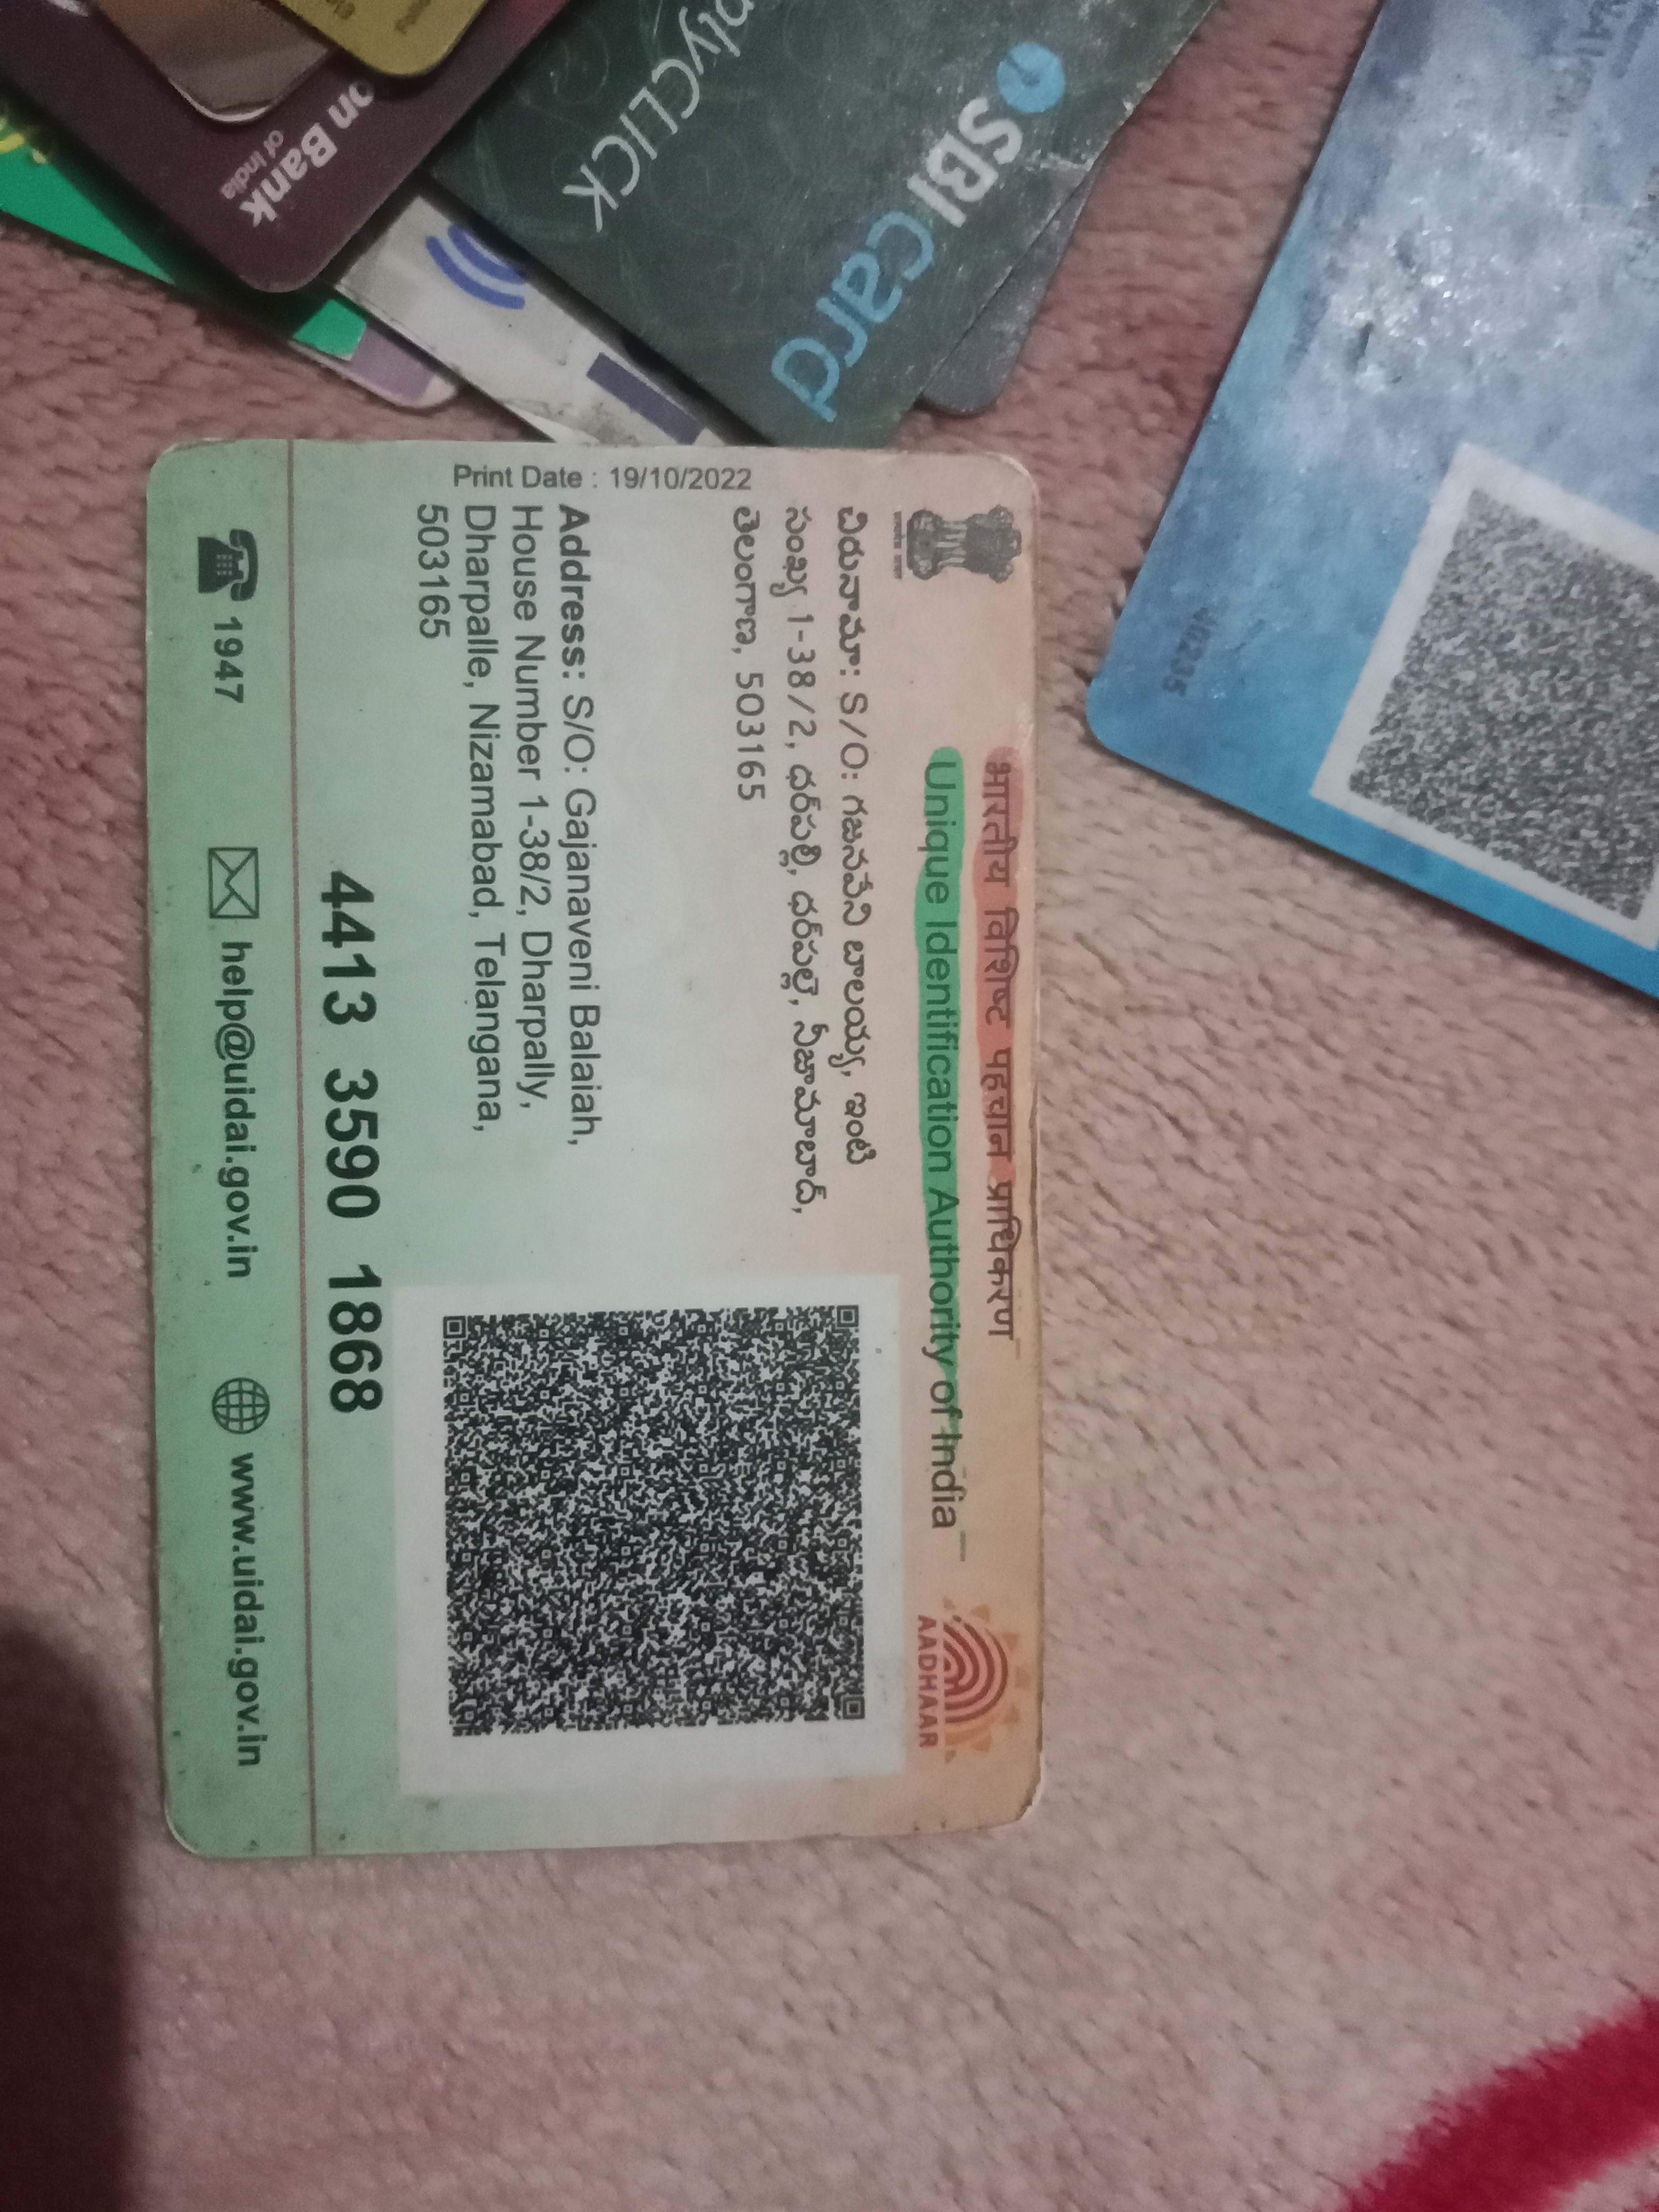 भारतीय विशिष्ट पहचान प्राधिकरण
Unique Identification Authority of India
AADHAAR
చిరునామా: S/O: గజనవేని బాలయ్య, ఇంటి
సంఖ్య 1-38/2, ధర్‌పల్లి, ధర్‌పల్లె, నిజామాబాద్,
తెలంగాణ, 503165
Print Date : 19/10/2022
Address: S/O: Gajanaveni Balaiah,
House Number 1-38/2, Dharpally,
Dharpalle, Nizamabad, Telangana,
503165
4413 3590 1868
1947
help@uidai.gov.in
www.uidai.gov.in
SBI card
plyCLICK
on Bank
of India